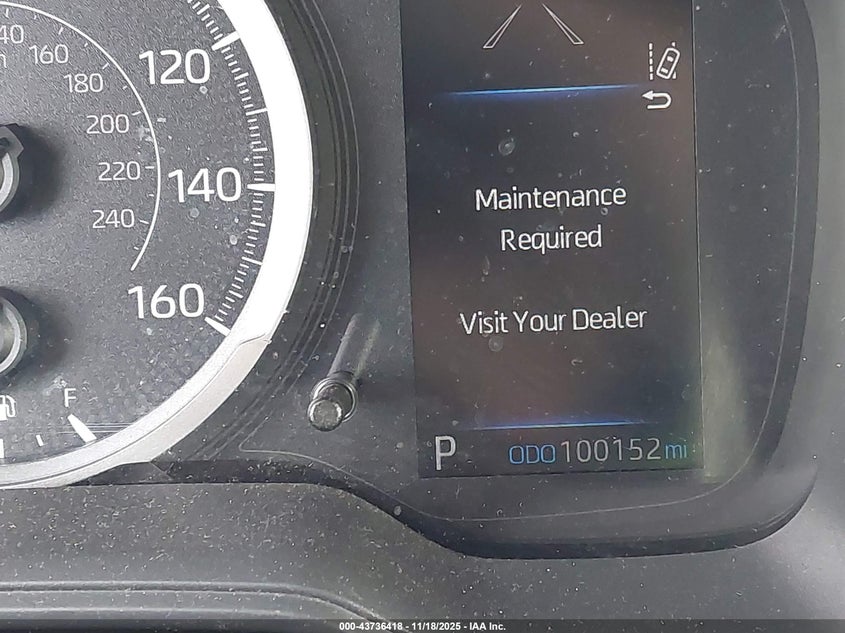 40
160
180
200
220
240
120
140
160
F
Maintenance
Required
Visit Your Dealer
P
ODO 100152 mi
000-43736418 - 11/18/2025 - IAA Inc.